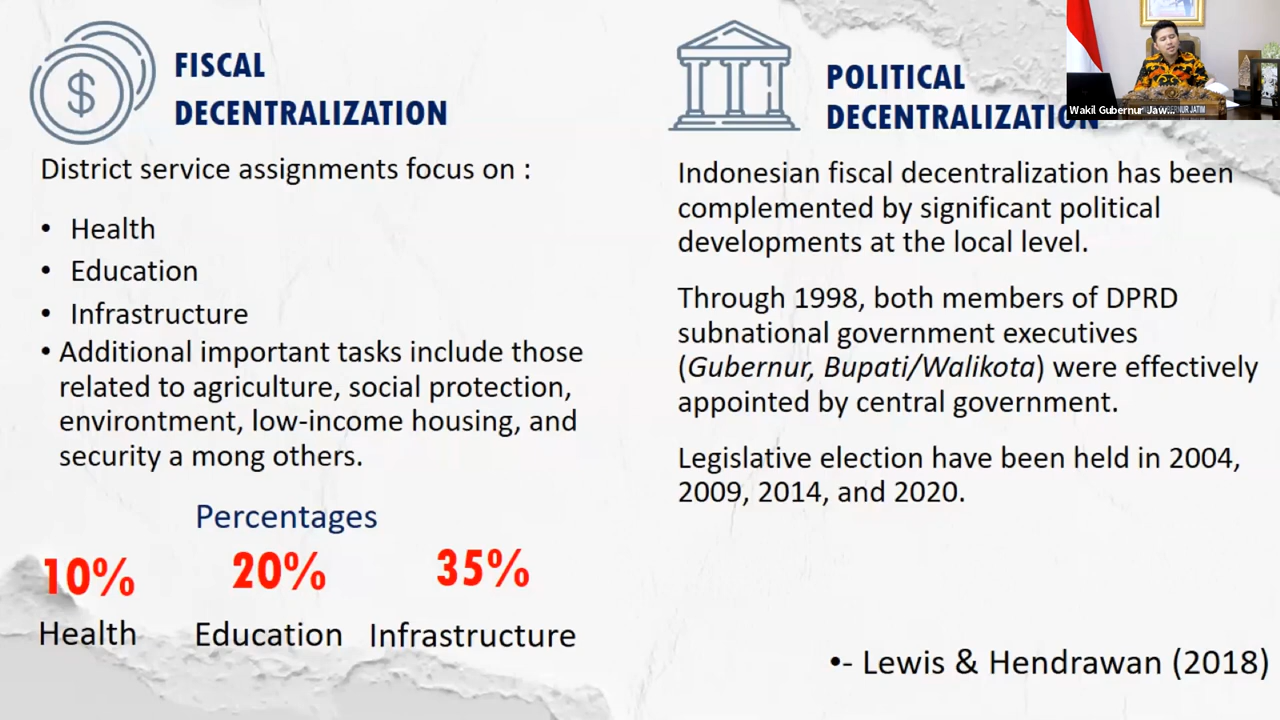 FISCAL
DECENTRALIZATION
District service assignments focus on :
• Health
• Education
• Infrastructure
• Additional important tasks include those
related to agriculture, social protection,
environtment, low-income housing, and
security a mong others.
Percentages
10% 20% 35%
Health Education Infrastructure
POLITICAL
DECENTRALIZATION
Indonesian fiscal decentralization has been
complemented by significant political
developments at the local level.
Through 1998, both members of DPRD
subnational government executives
(Gubernur, Bupati/Walikota) were effectively
appointed by central government.
Legislative election have been held in 2004,
2009, 2014, and 2020.
•- Lewis & Hendrawan (2018)
Wakil Gubernur Jaw...
JATIM